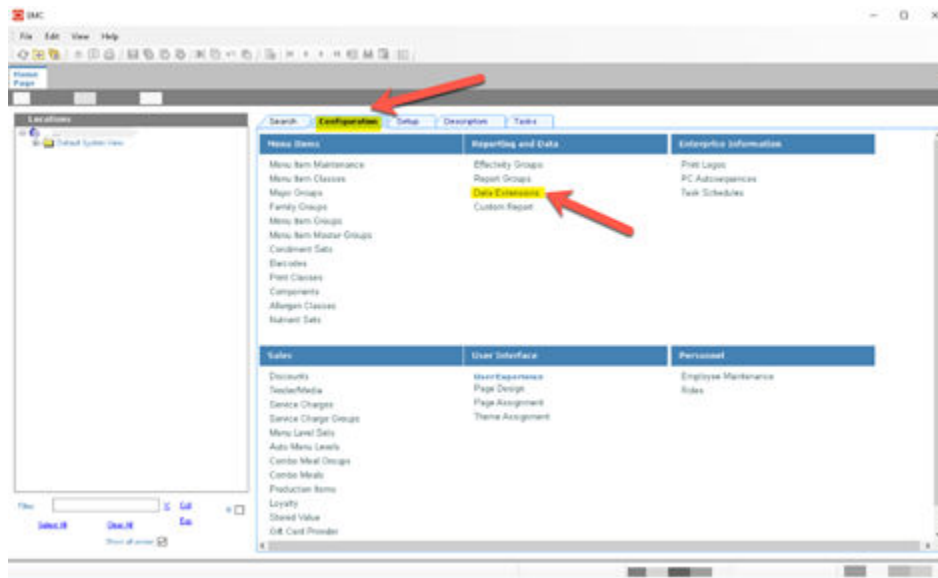 EMC
File Edit View Help
Home
Page
Locations
Default System View
Search Configuration Setup Description Tasks
Menu Items Reporting and Data Enterprise Information
Menu Item Maintenance Effectivity Groups Print Logos
Menu Item Classes Report Groups PC Autosequences
Major Groups Data Extensions Task Schedules
Family Groups Custom Report
Menu Item Groups
Menu Item Master Groups
Condiment Sets
Barcodes
Print Classes
Components
Allergen Classes
Nutrient Sets
Sales User Interface Personnel
Discounts User Experience Employee Maintenance
Tender/Media Page Design Roles
Service Charges Page Assignment
Service Charge Groups Theme Assignment
Menu Level Sets
Auto Menu Levels
Combo Meal Groups
Combo Meals
Production Items
Loyalty
Stored Value
Gift Card Provider
Filter
Select All Clear All Exp
Show all zones